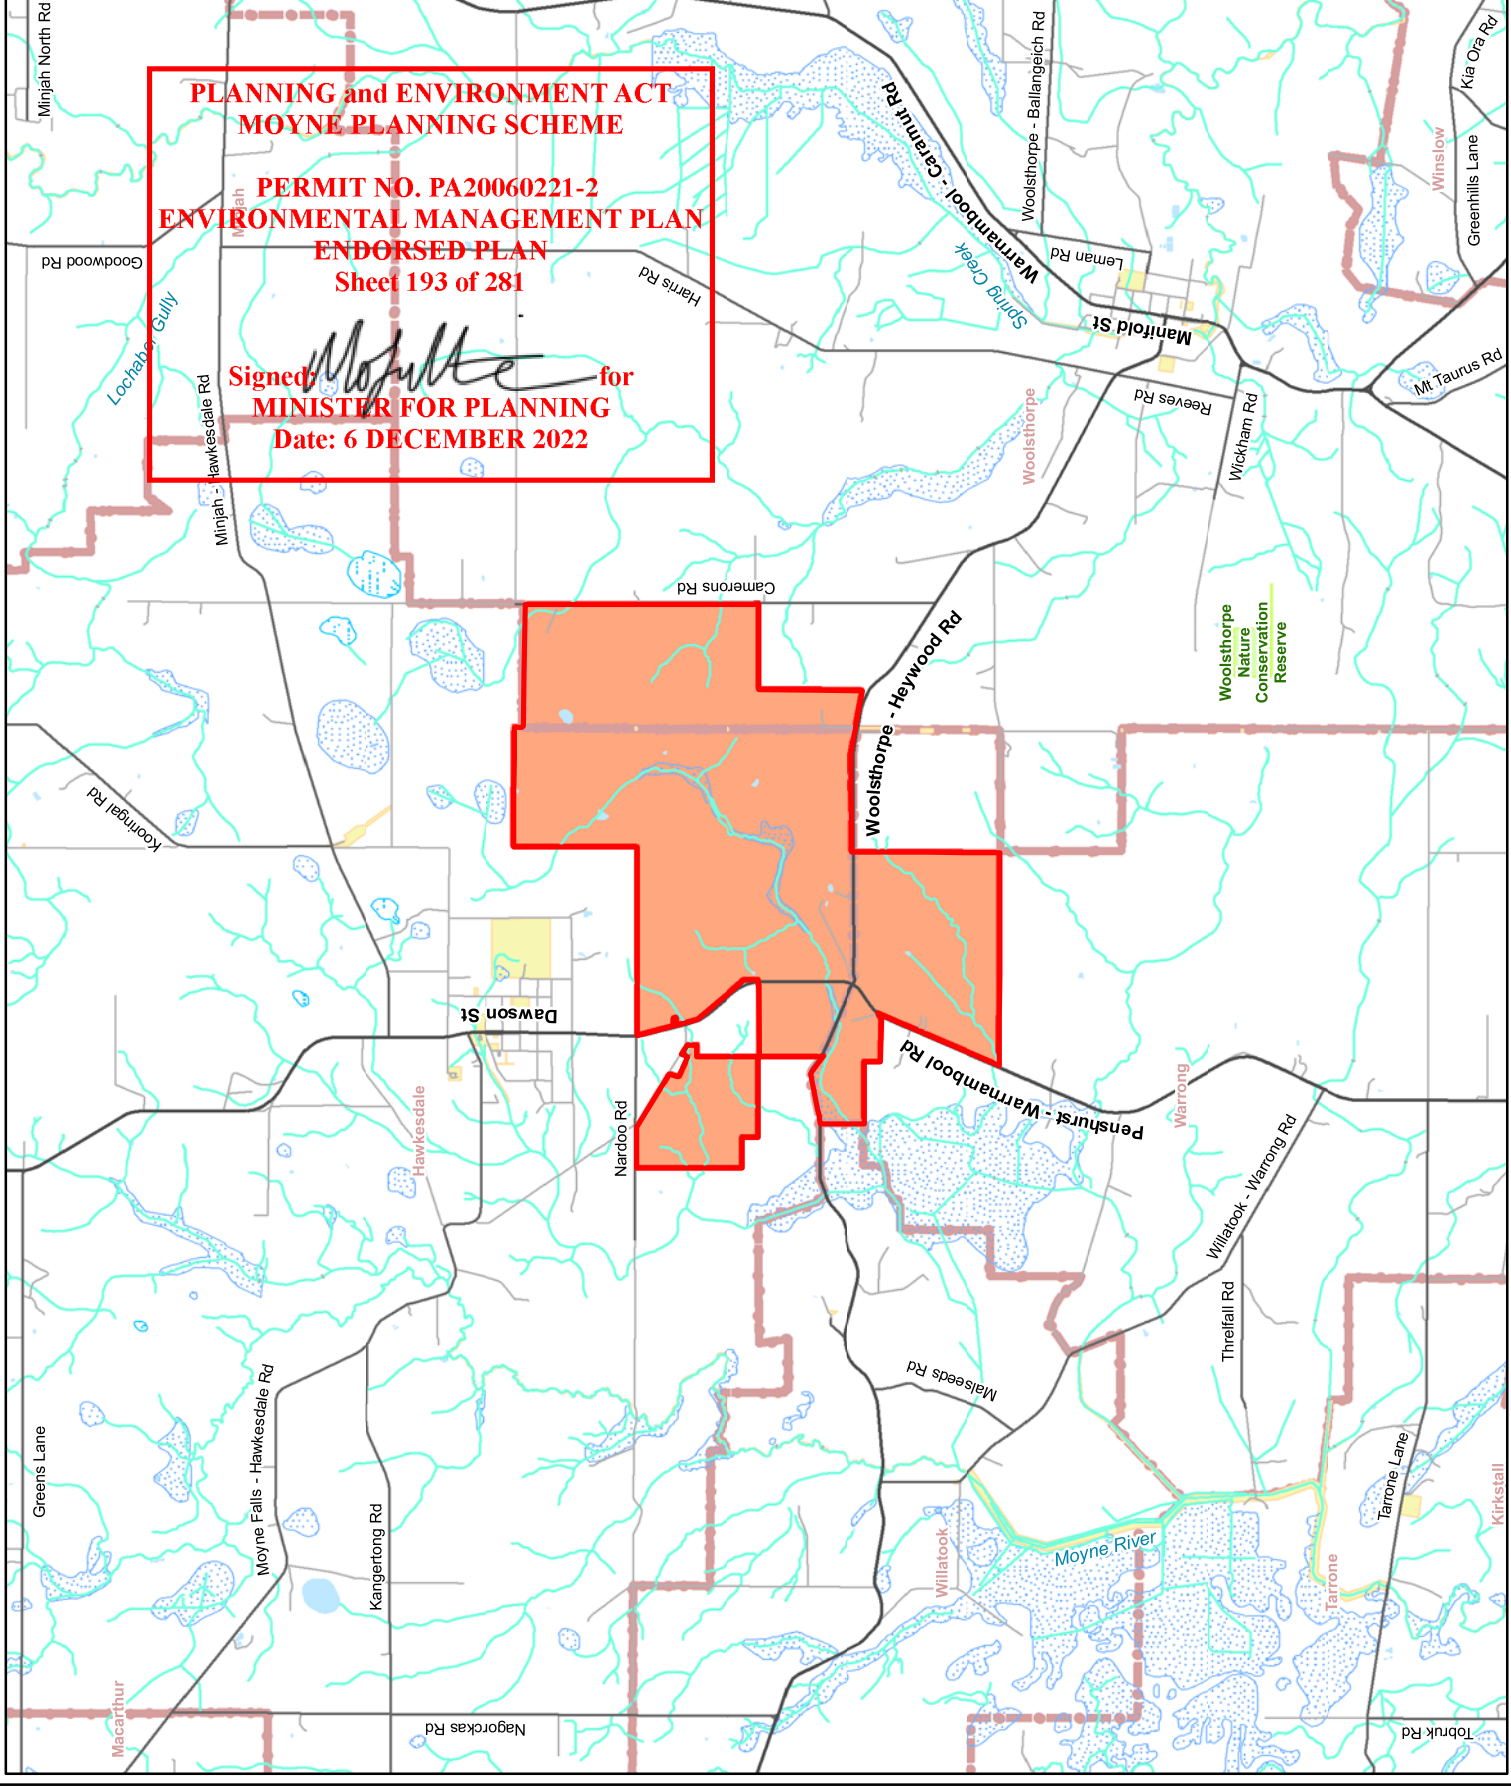 PLANNING and ENVIRONMENT ACT
MOYNE PLANNING SCHEME
PERMIT NO. PA20060221-2
ENVIRONMENTAL MANAGEMENT PLAN
ENDORSED PLAN
Sheet 193 of 281
Signed: for
MINISTER FOR PLANNING
Date: 6 DECEMBER 2022
Minjah North Rd
Minjah
Goodwood Rd
Lochaber Gully
Minjah - Hawkesdale Rd
Harris Rd
Warrnambool - Caramut Rd
Woolsthorpe - Ballangeich Rd
Kia Ora Rd
Winslow
Greenhills Lane
Leman Rd
Spring Creek
Manifold St
Mt Taurus Rd
Reeves Rd
Wickham Rd
Woolsthorpe
Camerons Rd
Woolsthorpe - Heywood Rd
Woolsthorpe
Nature
Conservation
Reserve
Kooringal Rd
Dawson St
Hawkesdale
Nardoo Rd
Penshurst - Warrnambool Rd
Warrong
Willatook - Warrong Rd
Threlfall Rd
Malseeds Rd
Greens Lane
Moyne Falls - Hawkesdale Rd
Kangertong Rd
Willatook
Moyne River
Tarrone Lane
Kirkstall
Tarrone
Macarthur
Nagorckas Rd
Tobruk Rd